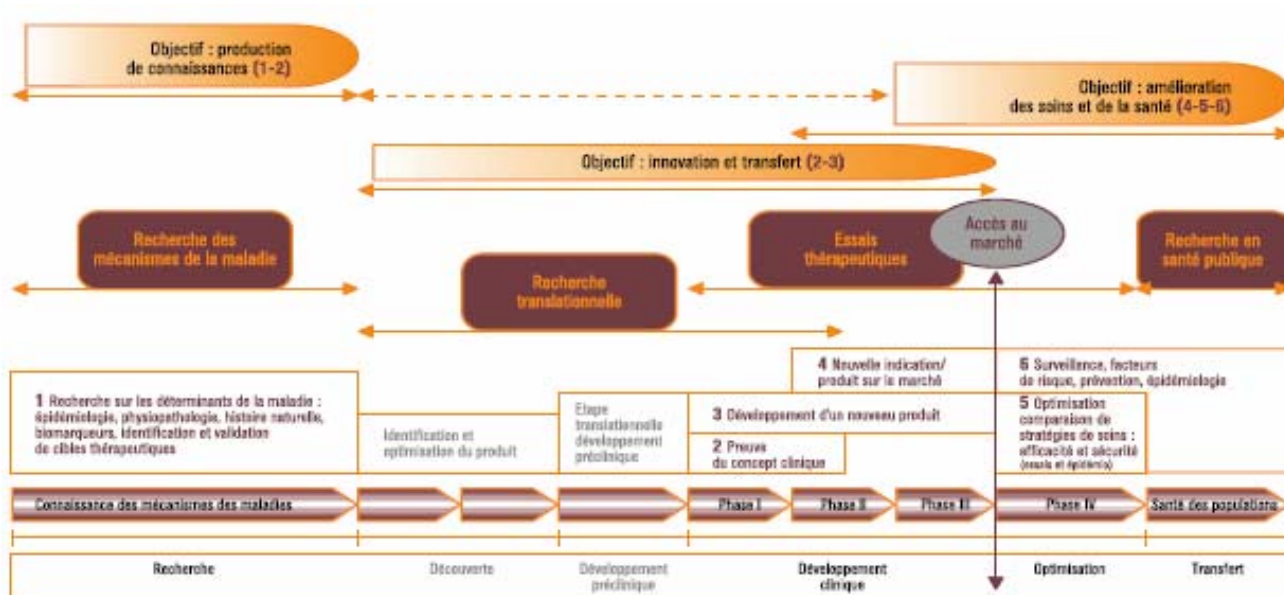 Objectif : production
de connaissances (1-2)
Objectif : amélioration
des soins et de la santé (4-5-6)
Objectif : innovation et transfert (2-3)
Recherche des
mécanismes de la maladie
Recherche
translationnelle
Essais
thérapeutiques
Accès au
marché
Recherche en
santé publique
1 Recherche sur les déterminants de la maladie :
épidémiologie, physiopathologie, histoire naturelle,
biomarqueurs, identification et validation
de cibles thérapeutiques
Identification et
optimisation du produit
Etape
translationnelle
développement
préclinique
4 Nouvelle indication/
produit sur le marché
3 Développement d'un nouveau produit
2 Preuve
du concept clinique
6 Surveillance, facteurs
de risque, prévention, épidémiologie
5 Optimisation
comparaison de
stratégies de soins :
efficacité et sécurité
(essais et épidémio)
Connaissance des mécanismes des maladies
Phase I
Phase II
Phase III
Phase IV
Santé des populations
Recherche
Découverte
Développement
préclinique
Développement
clinique
Optimisation
Transfert